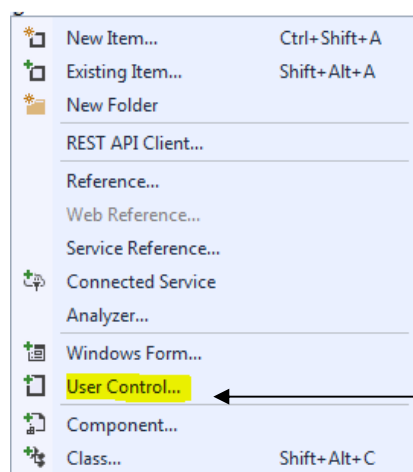 New Item... Ctrl+Shift+A
Existing Item... Shift+Alt+A
New Folder
REST API Client...
Reference...
Web Reference...
Service Reference...
Connected Service
Analyzer...
Windows Form...
User Control...
Component...
Class... Shift+Alt+C